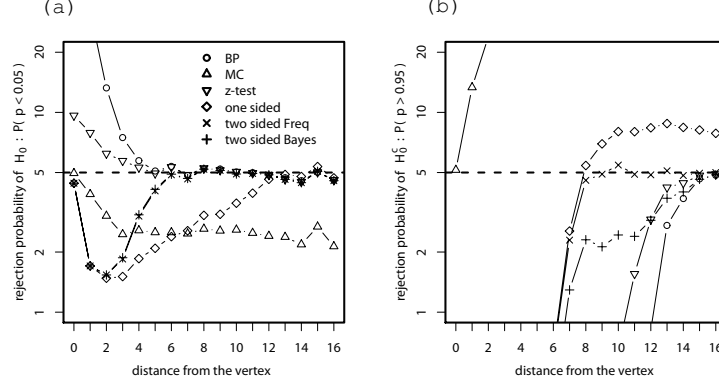 (a)
rejection probability of H0 : P( p < 0.05)
20
10
5
2
1
BP
MC
z-test
one sided
two sided Freq
two sided Bayes
0 2 4 6 8 10 12 14 16
distance from the vertex
(b)
rejection probability of H0^c : P( p > 0.95)
20
10
5
2
1
0 2 4 6 8 10 12 14 16
distance from the vertex